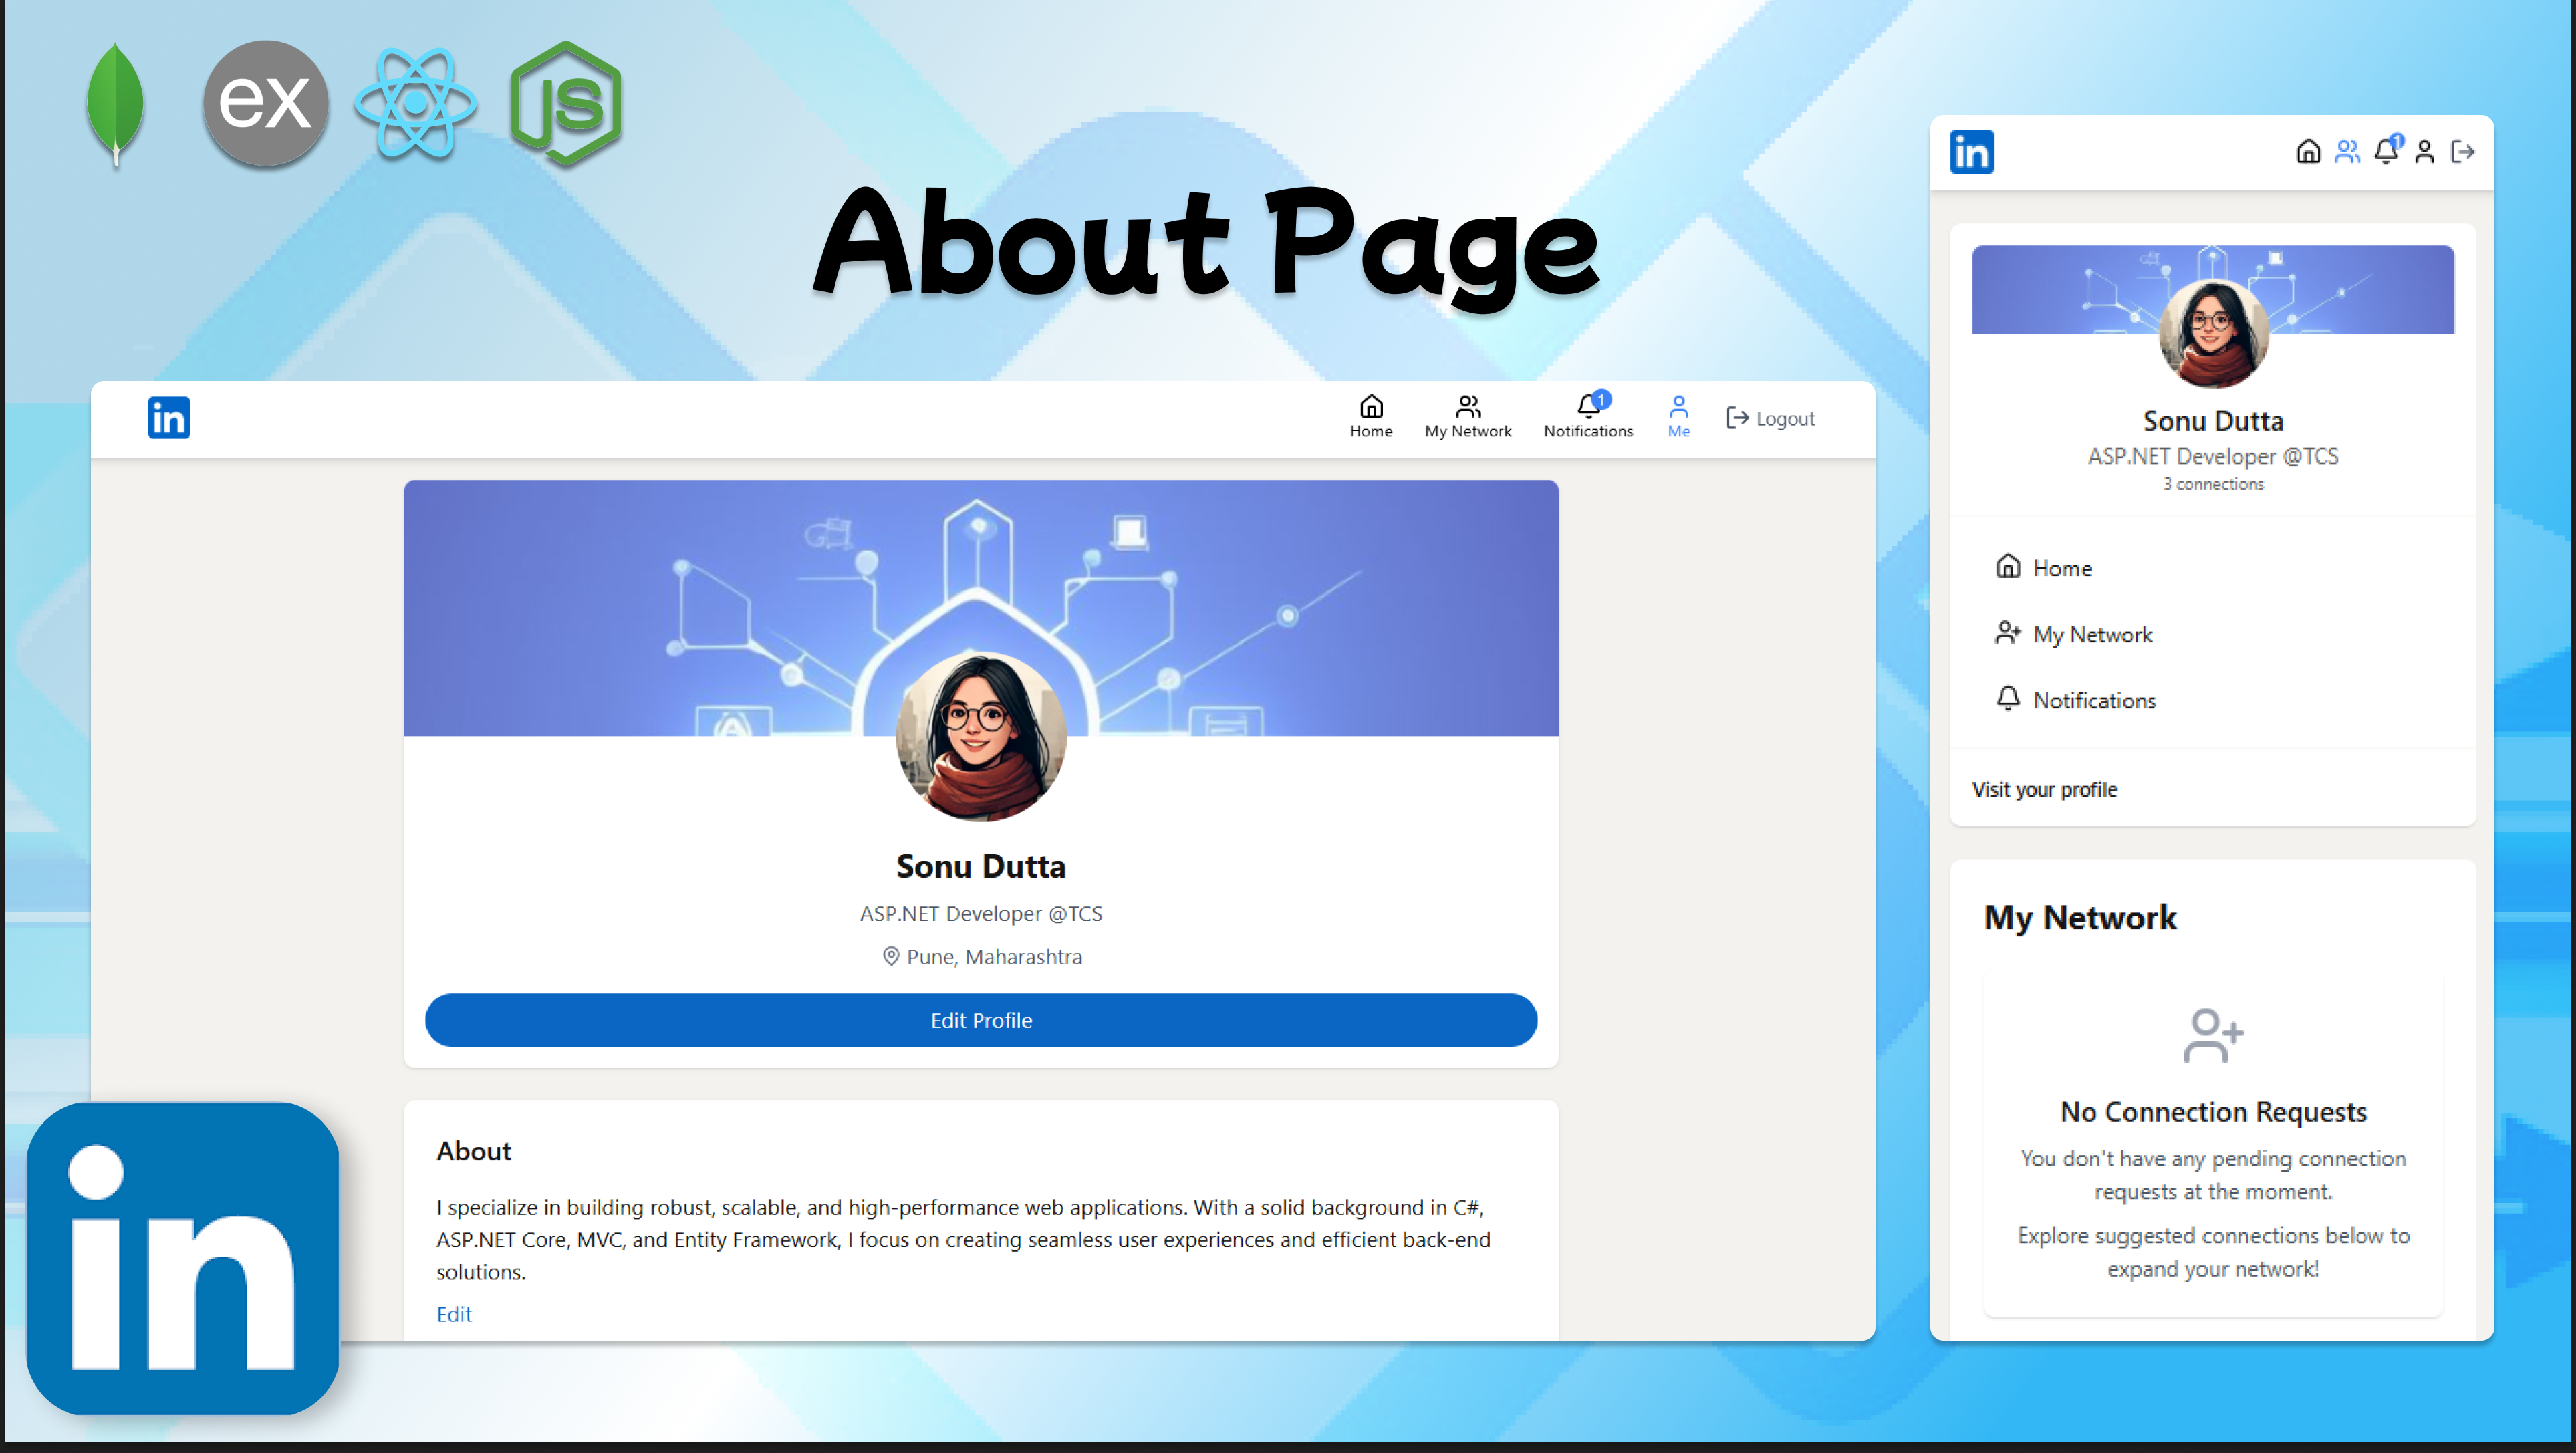 ex
JS
About Page
in
Home
My Network
Notifications
1
Me
Logout
Sonu Dutta
ASP.NET Developer @TCS
Pune, Maharashtra
Edit Profile
About
I specialize in building robust, scalable, and high-performance web applications. With a solid background in C#,
ASP.NET Core, MVC, and Entity Framework, I focus on creating seamless user experiences and efficient back-end
solutions.
Edit
in
in
1
Sonu Dutta
ASP.NET Developer @TCS
3 connections
Home
My Network
Notifications
Visit your profile
My Network
No Connection Requests
You don't have any pending connection
requests at the moment.
Explore suggested connections below to
expand your network!